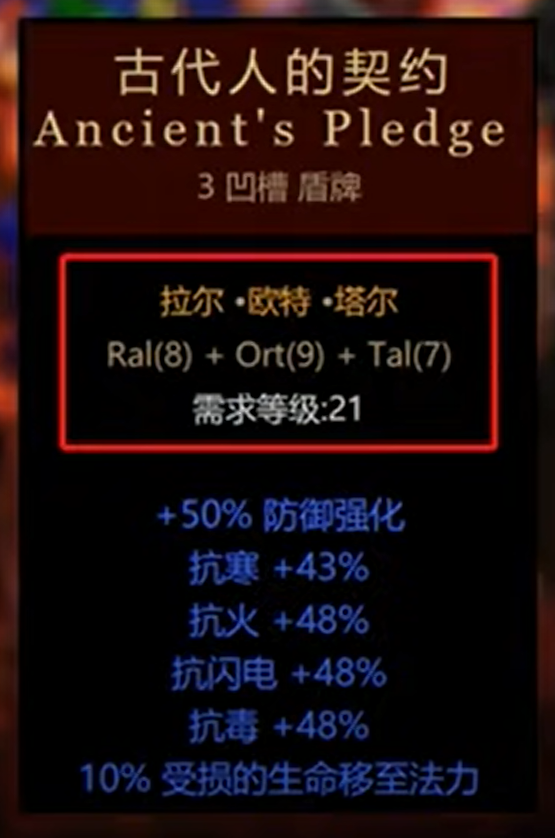 古代人的契约
Ancient's Pledge
3 凹槽 盾牌
拉尔 •欧特 •塔尔
Ral(8) + Ort(9) + Tal(7)
需求等级:21
+50% 防御强化
抗寒 +43%
抗火 +48%
抗闪电 +48%
抗毒 +48%
10% 受损的生命移至法力